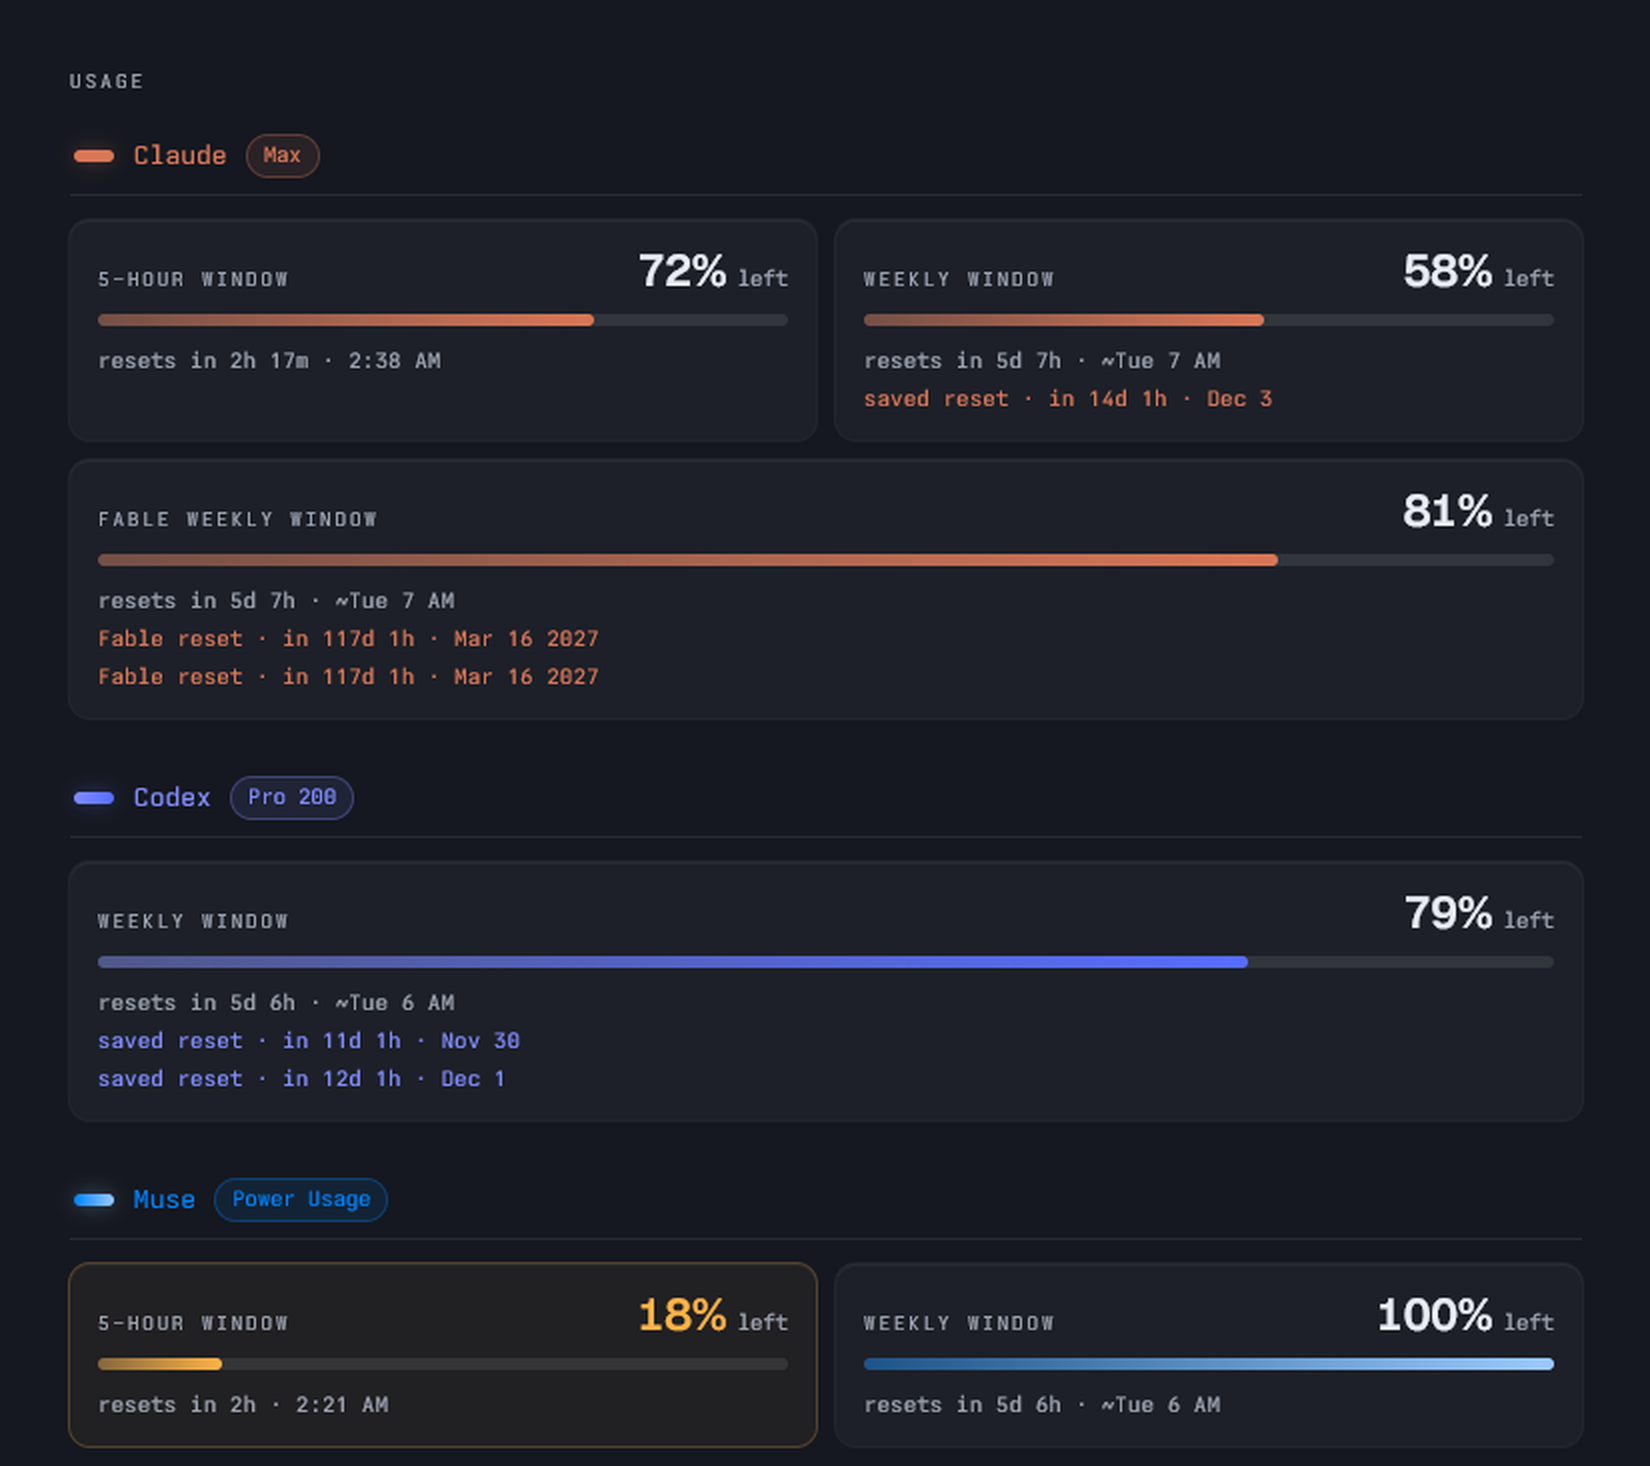 USAGE
Claude Max
5-HOUR WINDOW 72% left
resets in 2h 17m · 2:38 AM
WEEKLY WINDOW 58% left
resets in 5d 7h · ~Tue 7 AM
saved reset · in 14d 1h · Dec 3
FABLE WEEKLY WINDOW 81% left
resets in 5d 7h · ~Tue 7 AM
Fable reset · in 117d 1h · Mar 16 2027
Fable reset · in 117d 1h · Mar 16 2027
Codex Pro 200
WEEKLY WINDOW 79% left
resets in 5d 6h · ~Tue 6 AM
saved reset · in 11d 1h · Nov 30
saved reset · in 12d 1h · Dec 1
Muse Power Usage
5-HOUR WINDOW 18% left
resets in 2h · 2:21 AM
WEEKLY WINDOW 100% left
resets in 5d 6h · ~Tue 6 AM